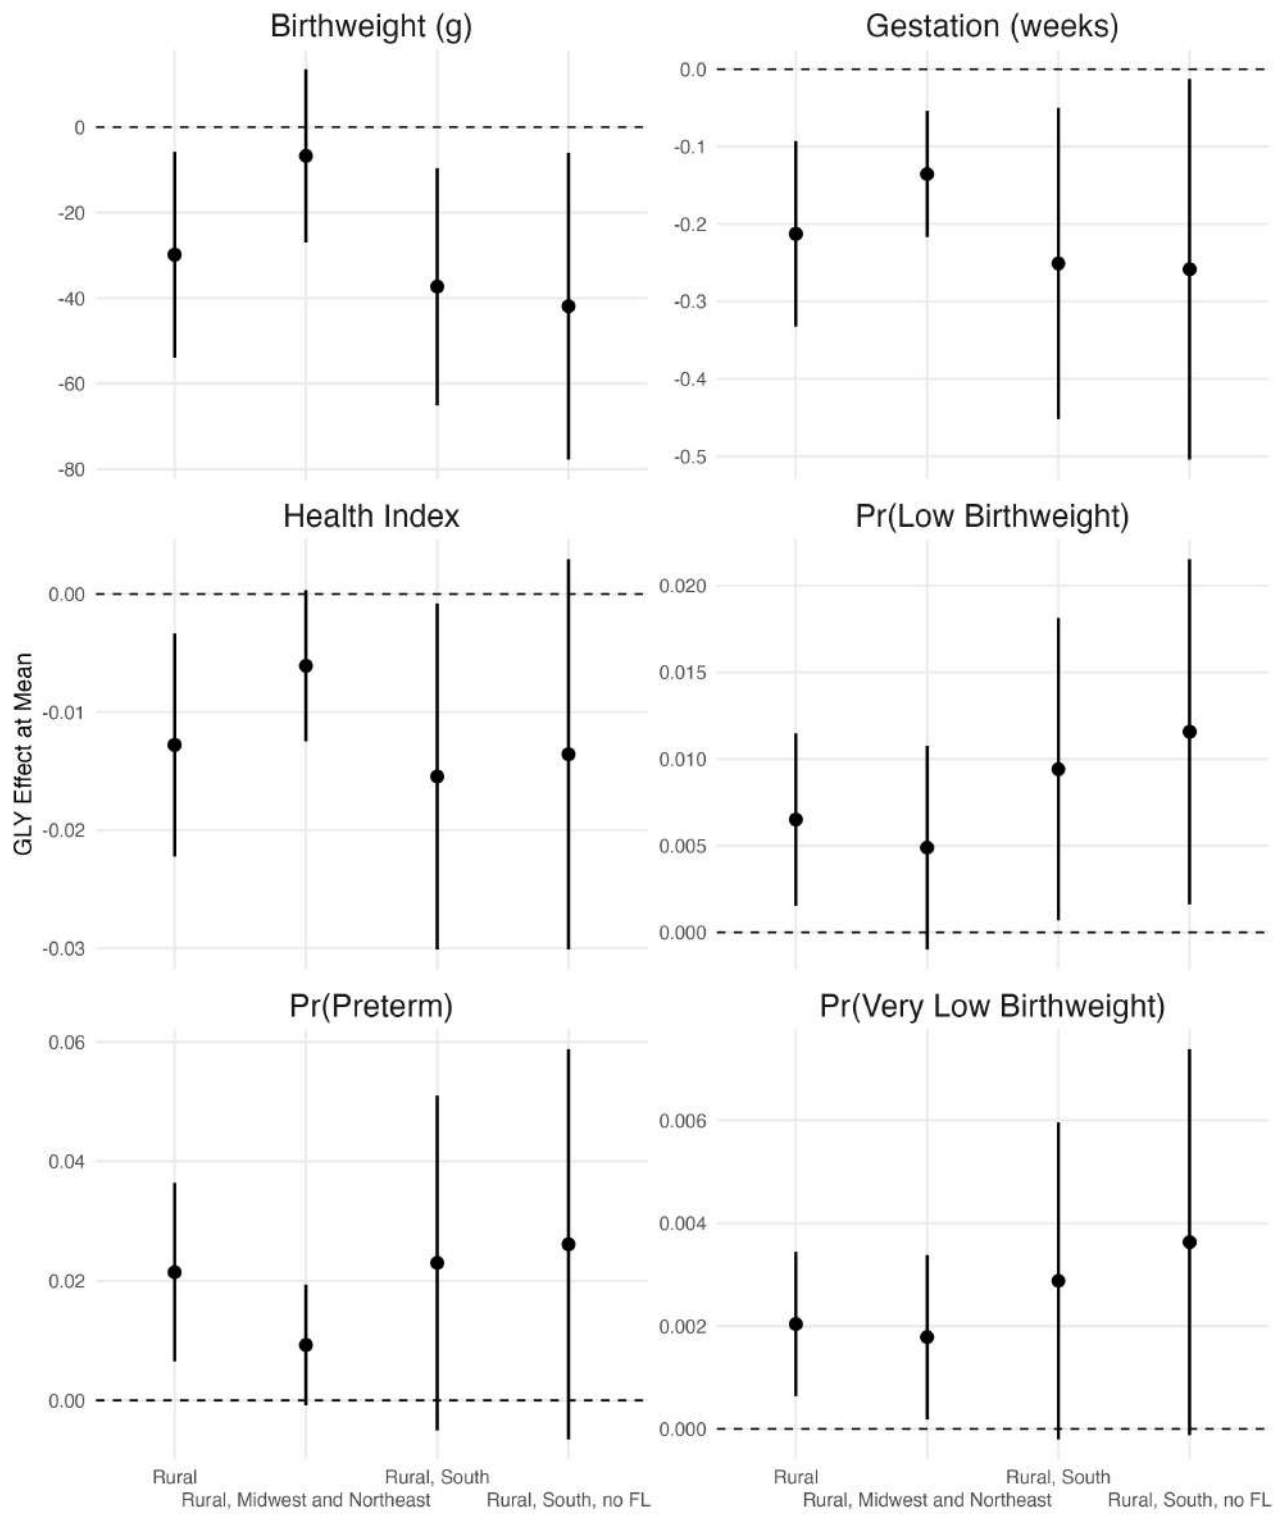 Birthweight (g)
0
-20
-40
-60
-80
Gestation (weeks)
0.0
-0.1
-0.2
-0.3
-0.4
-0.5
GLY Effect at Mean
Health Index
0.00
-0.01
-0.02
-0.03
Pr(Low Birthweight)
0.020
0.015
0.010
0.005
0.000
Pr(Preterm)
0.06
0.04
0.02
0.00
Pr(Very Low Birthweight)
0.006
0.004
0.002
0.000
Rural
Rural, Midwest and Northeast
Rural, South
Rural, South, no FL
Rural
Rural, Midwest and Northeast
Rural, South
Rural, South, no FL